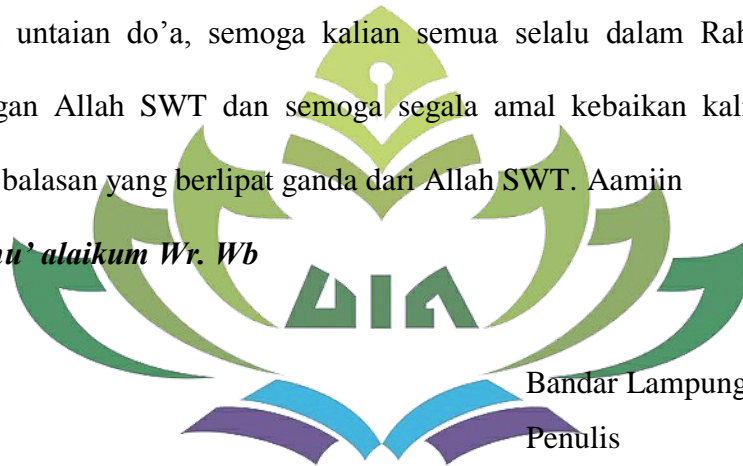 untaian do’a, semoga kalian semua selalu dalam
Allah SWT dan semoga segala amal kebaikan
balasan yang berlipat ganda dari Allah SWT. Aamiin
alaikum Wr. Wb
UIN
Bandar Lampung
Penulis